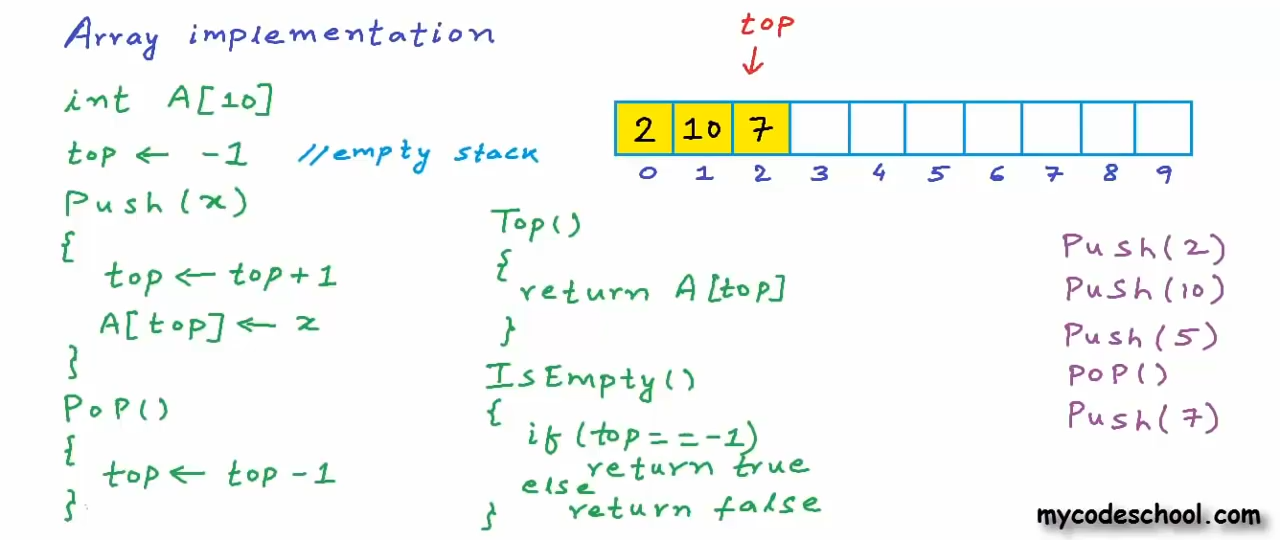 Array implementation
int A[10]
top ← -1 //empty stack
Push(x)
{
top ← top + 1
A[top] ← x
}
PoP()
{
top ← top - 1
}
Top()
{
return A[top]
}
IsEmpty()
{
if (top == -1)
return true
else
return false
}
top
↓
2 10 7
0 1 2 3 4 5 6 7 8 9
Push(2)
Push(10)
Push(5)
PoP()
Push(7)
mycodeschool.com